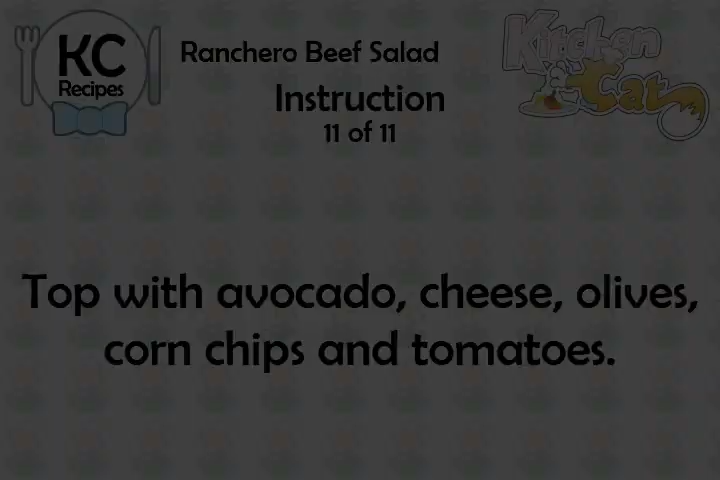 KC
Recipes
Ranchero Beef Salad
Kitchen
Cat
Instruction
11 of 11
Top with avocado, cheese, olives,
corn chips and tomatoes.